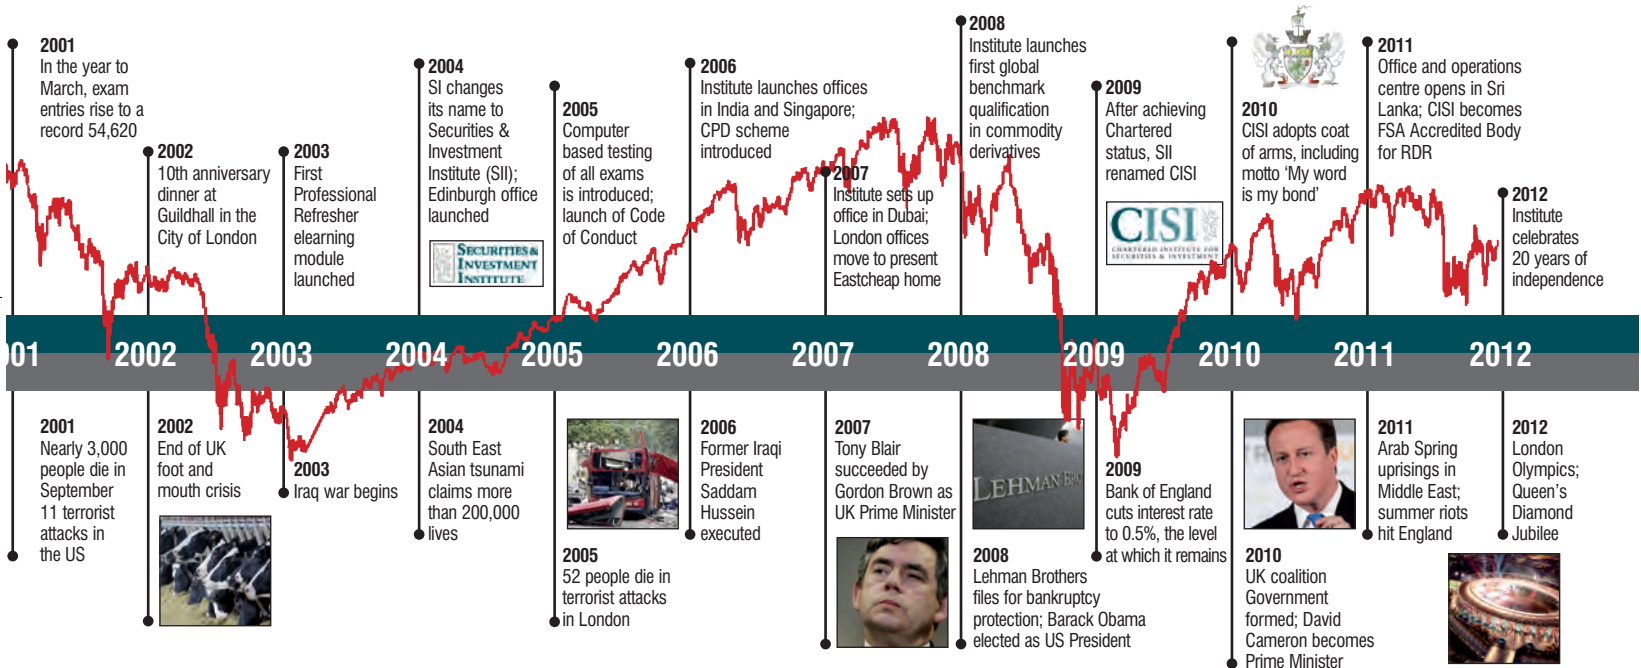 2001
In the year to
March, exam
entries rise to a
record 54,620
2002
10th anniversary
dinner at
Guildhall in the
City of London
2003
First
Professional
Refresher
elearning
module
launched
2004
SI changes
its name to
Securities &
Investment
Institute (SII);
Edinburgh office
launched
SECURITIES &
INVESTMENT
INSTITUTE
2005
Computer
based testing
of all exams
is introduced;
launch of Code
of Conduct
2006
Institute launches offices
in India and Singapore;
CPD scheme
introduced
2007
Institute sets up
office in Dubai;
London offices
move to present
Eastcheap home
2008
Institute launches
first global
benchmark
qualification
in commodity
derivatives
2009
After achieving
Chartered
status, SII
renamed CISI
CISI
CHARTERED INSTITUTE FOR
SECURITIES & INVESTMENT
2010
CISI adopts coat
of arms, including
motto ‘My word
is my bond’
2011
Office and operations
centre opens in Sri
Lanka; CISI becomes
FSA Accredited Body
for RDR
2012
Institute
celebrates
20 years of
independence
01 2002 2003 2004 2005 2006 2007 2008 2009 2010 2011 2012
2001
Nearly 3,000
people die in
September
11 terrorist
attacks in
the US
2002
End of UK
foot and
mouth crisis
2003
Iraq war begins
2004
South East
Asian tsunami
claims more
than 200,000
lives
2005
52 people die in
terrorist attacks
in London
2006
Former Iraqi
President
Saddam
Hussein
executed
2007
Tony Blair
succeeded by
Gordon Brown as
UK Prime Minister
LEHMAN BRO
2008
Lehman Brothers
files for bankruptcy
protection; Barack Obama
elected as US President
2009
Bank of England
cuts interest rate
to 0.5%, the level
at which it remains
2010
UK coalition
Government
formed; David
Cameron becomes
Prime Minister
2011
Arab Spring
uprisings in
Middle East;
summer riots
hit England
2012
London
Olympics;
Queen’s
Diamond
Jubilee